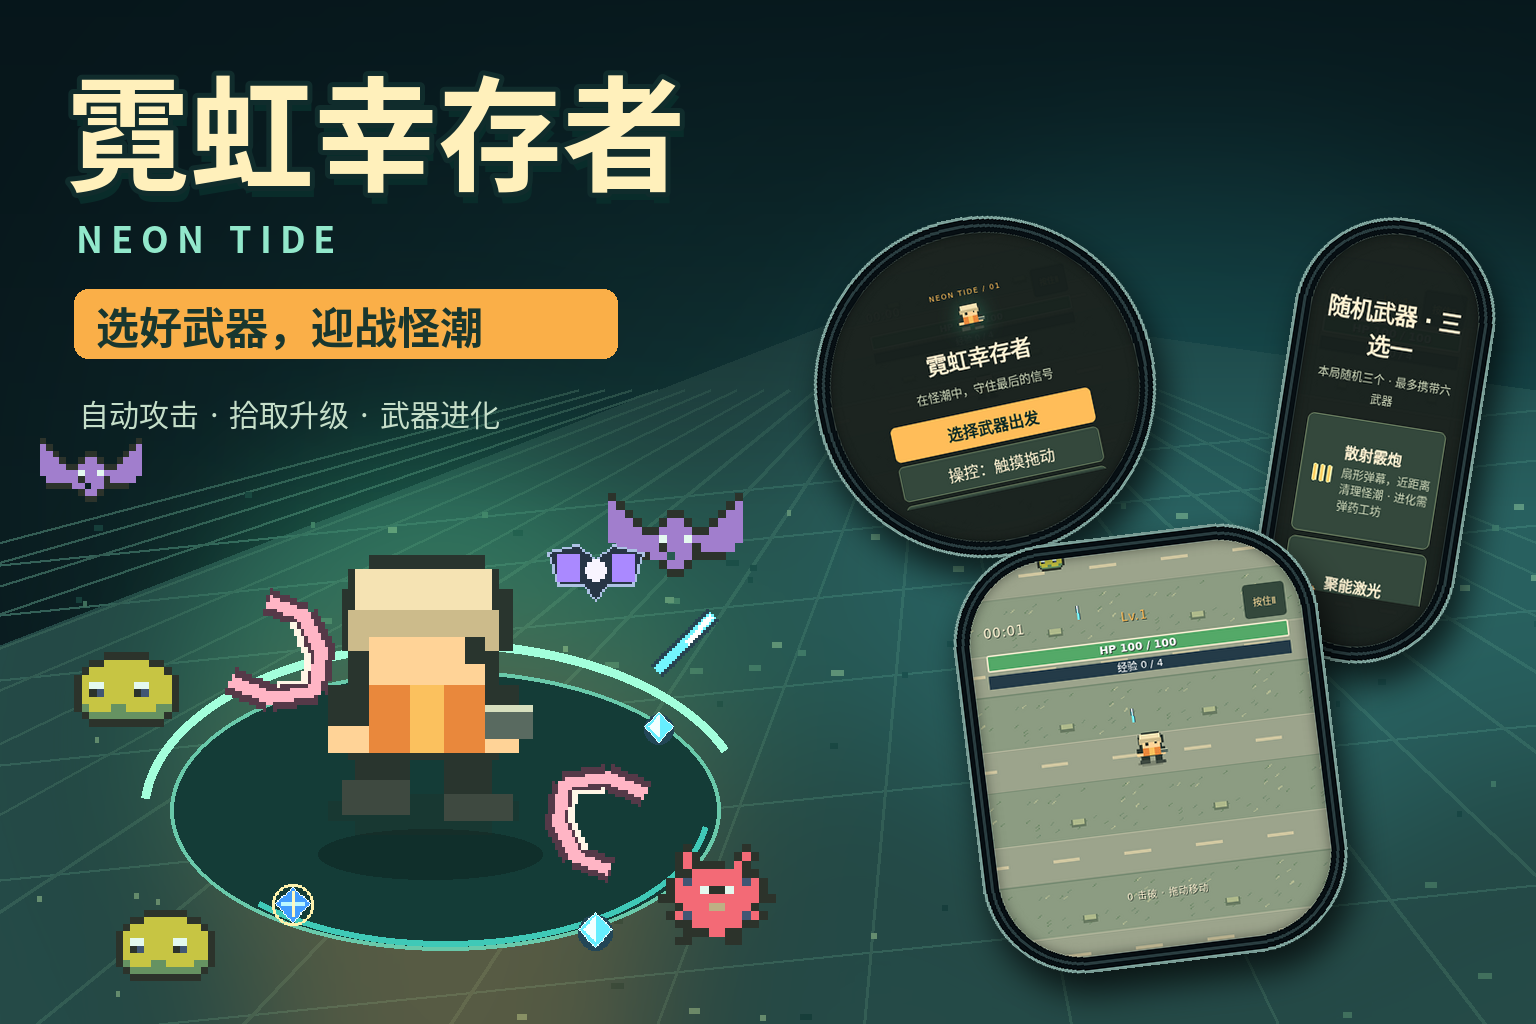 霓虹幸存者
NEON TIDE
选好武器，迎战怪潮
自动攻击 · 拾取升级 · 武器进化
NEON TIDE / 01
霓虹幸存者
在怪潮中，守住最后的信号
选择武器出发
操控：触摸拖动
随机武器 · 三
选一
本局随机三个 · 最多携带六
武器
散射霰炮
扇形弹幕，近距离
清理怪潮 · 进化需
弹药工坊
聚能激光
00:01
Lv.1
按住Ⅱ
HP 100 / 100
经验 0 / 4
0 击破 · 拖动移动